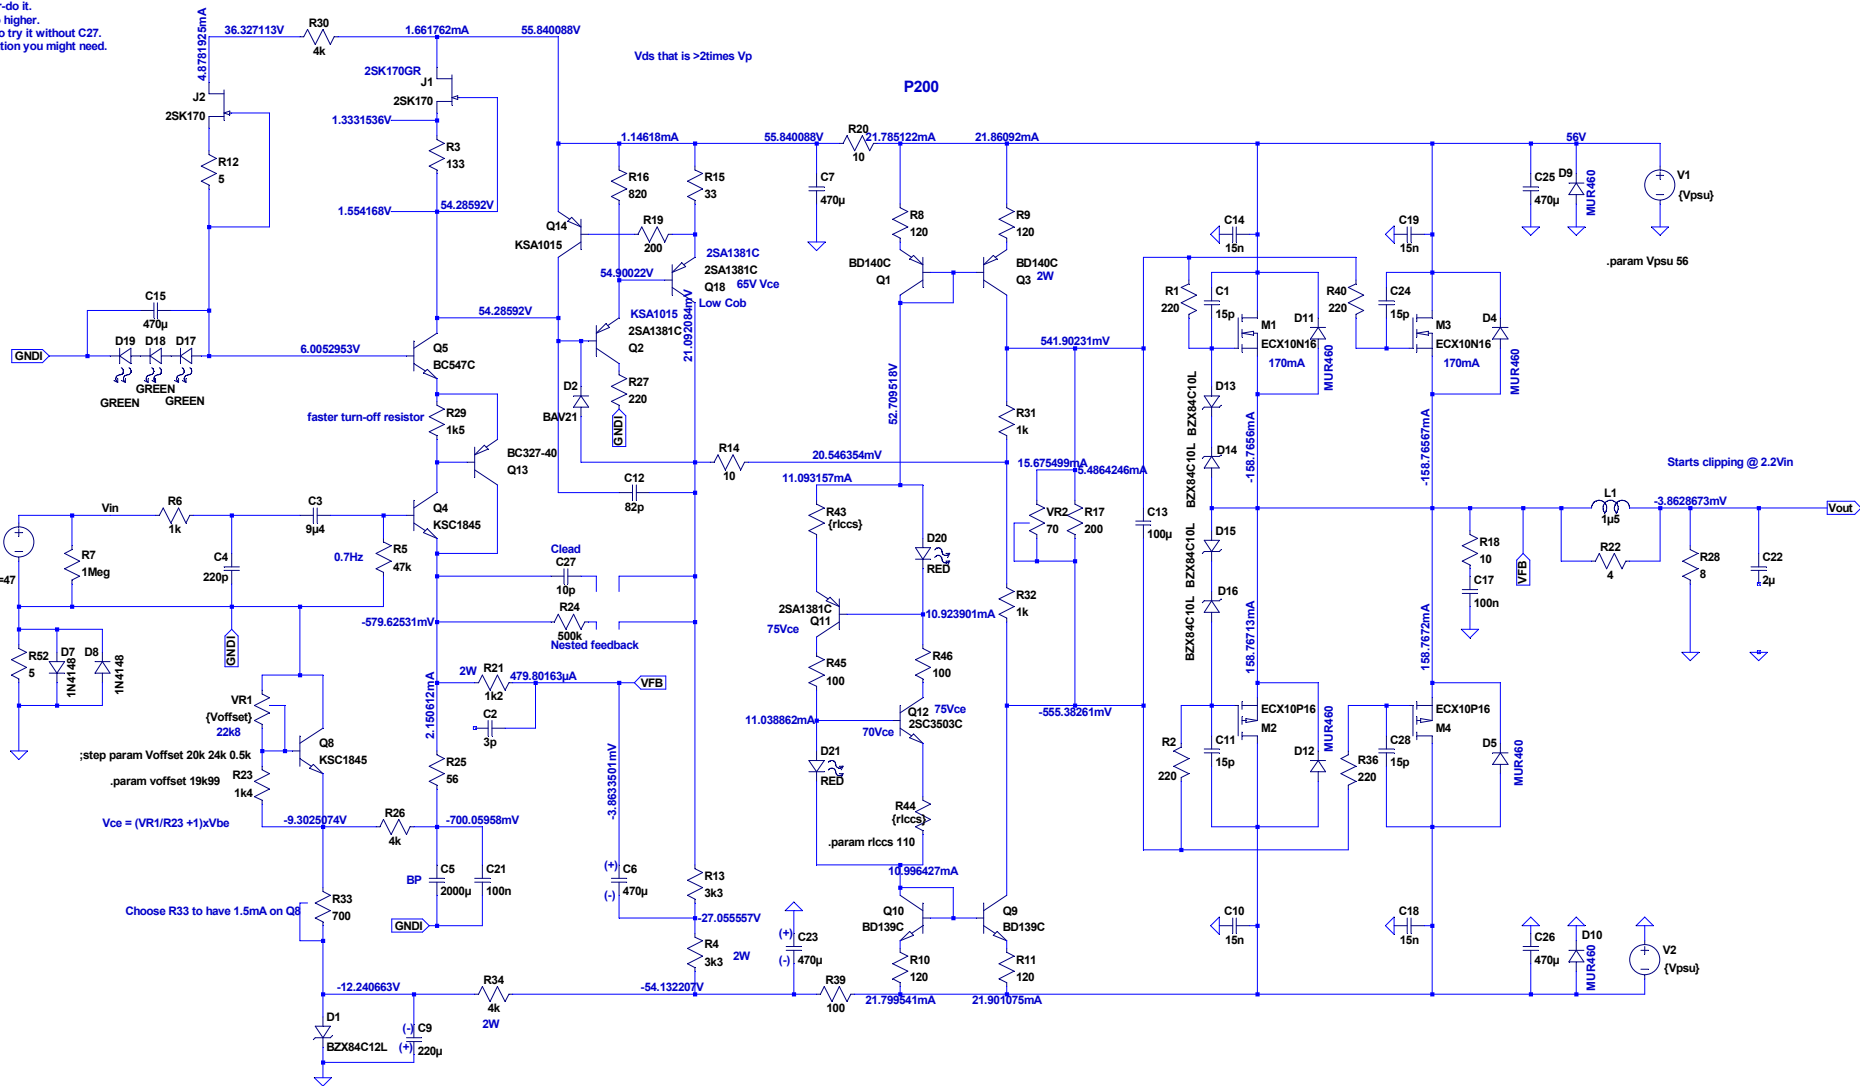 r-do it.
higher.
o try it without C27.
tion you might need.
4.8781925mA
36.327113V
R30
4k
1.661762mA
55.840088V
Vds that is >2times Vp
P200
2SK170GR
J1
2SK170
J2
2SK170
1.3331536V
R3
133
R12
5
1.554168V
54.28592V
1.14618mA
55.840088V
R20
10
21.785122mA
21.86092mA
56V
R16
820
R15
33
C7
470µ
R8
120
R9
120
C14
15n
C19
15n
C25
470µ
D9
MUR460
V1
{Vpsu}
.param Vpsu 56
Q14
KSA1015
R19
200
2SA1381C
2SA1381C
Q18
65V Vce
Low Cob
54.90022V
BD140C
Q1
BD140C
Q3
2W
C15
470µ
54.28592V
KSA1015
2SA1381C
Q2
21.092084mV
R1
220
C1
15p
M1
ECX10N16
170mA
D11
MUR460
R40
220
C24
15p
M3
ECX10N16
170mA
D4
MUR460
GNDI
D19
D18
D17
GREEN
GREEN
GREEN
6.0052953V
Q5
BC547C
541.90231mV
52.709518V
D2
BAV21
R27
220
GNDI
faster turn-off resistor
R29
1k5
BC327-40
Q13
R31
1k
D13
BZX84C10L
D14
BZX84C10L
-158.76656mA
-158.76567mA
Starts clipping @ 2.2Vin
R14
10
20.546354mV
15.675499mA
5.4864246mA
11.093157mA
C12
82p
Vin
R6
1k
C3
9µ4
Q4
KSC1845
R43
{rlccs}
VR2
70
R17
200
C13
100µ
L1
1µ5
-3.8628673mV
Vout
=47
R7
1Meg
C4
220p
0.7Hz
R5
47k
Clead
C27
10p
D20
RED
D15
BZX84C10L
D16
BZX84C10L
R18
10
C17
100n
VFB
R22
4
R28
8
C22
2µ
R24
500k
Nested feedback
-579.62531mV
2SA1381C
Q11
75Vce
10.923901mA
R32
1k
158.76713mA
158.7672mA
R52
5
D7
1N4148
D8
1N4148
GNDI
VR1
{Voffset}
22k8
2W
R21
1k2
479.80163µA
VFB
R45
100
R46
100
C2
3p
2.150612mA
75Vce
Q12
2SC3503C
70Vce
11.038862mA
-555.38261mV
ECX10P16
M2
MUR460
ECX10P16
M4
;step param Voffset 20k 24k 0.5k
.param voffset 19k99
Q8
KSC1845
R23
1k4
R25
56
D21
RED
R2
220
C11
15p
D12
R36
220
C28
15p
D5
MUR460
-3.8633501mV
Vce = (VR1/R23 +1)xVbe
-9.3025074V
R26
4k
-700.05958mV
R44
{rlccs}
.param rlccs 110
10.996427mA
BP
C5
2000µ
C21
100n
(+)
C6
470µ
(-)
R13
3k3
Choose R33 to have 1.5mA on Q8
R33
700
GNDI
-27.055557V
Q10
BD139C
Q9
BD139C
C10
15n
C18
15n
R4
3k3
2W
(+)
C23
470µ
(-)
R10
120
R11
120
C26
470µ
D10
MUR460
V2
{Vpsu}
-12.240663V
R34
4k
2W
-54.132207V
R39
100
21.799541mA
21.901075mA
D1
BZX84C12L
(-)
C9
220µ
(+)